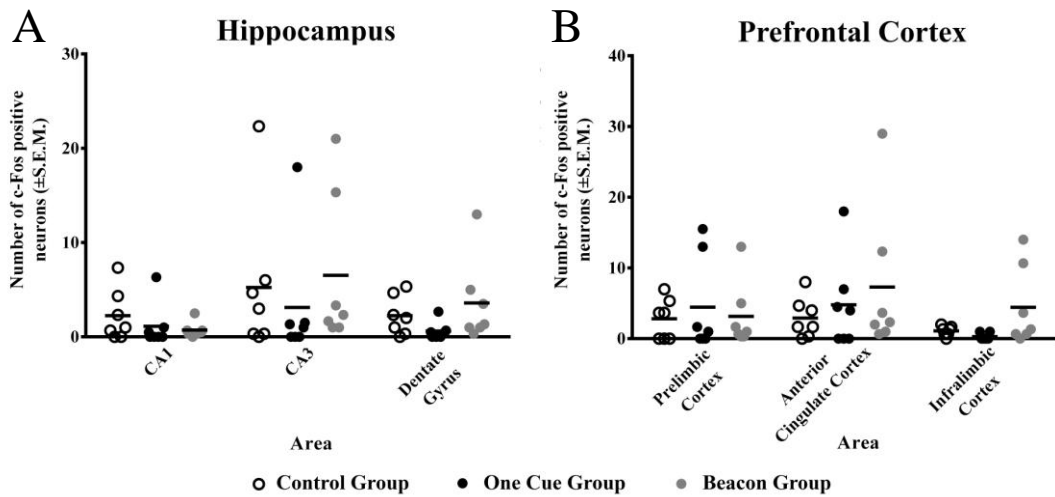 A
Hippocampus
Number of c-Fos positive
neurons (±S.E.M.)
30
20
10
0
CA1
CA3
Dentate
Gyrus
Area
B
Prefrontal Cortex
Number of c-Fos positive
neurons (±S.E.M.)
40
30
20
10
0
Prelimbic
Cortex
Anterior
Cingulate Cortex
Infralimbic
Cortex
Area
Control Group
One Cue Group
Beacon Group